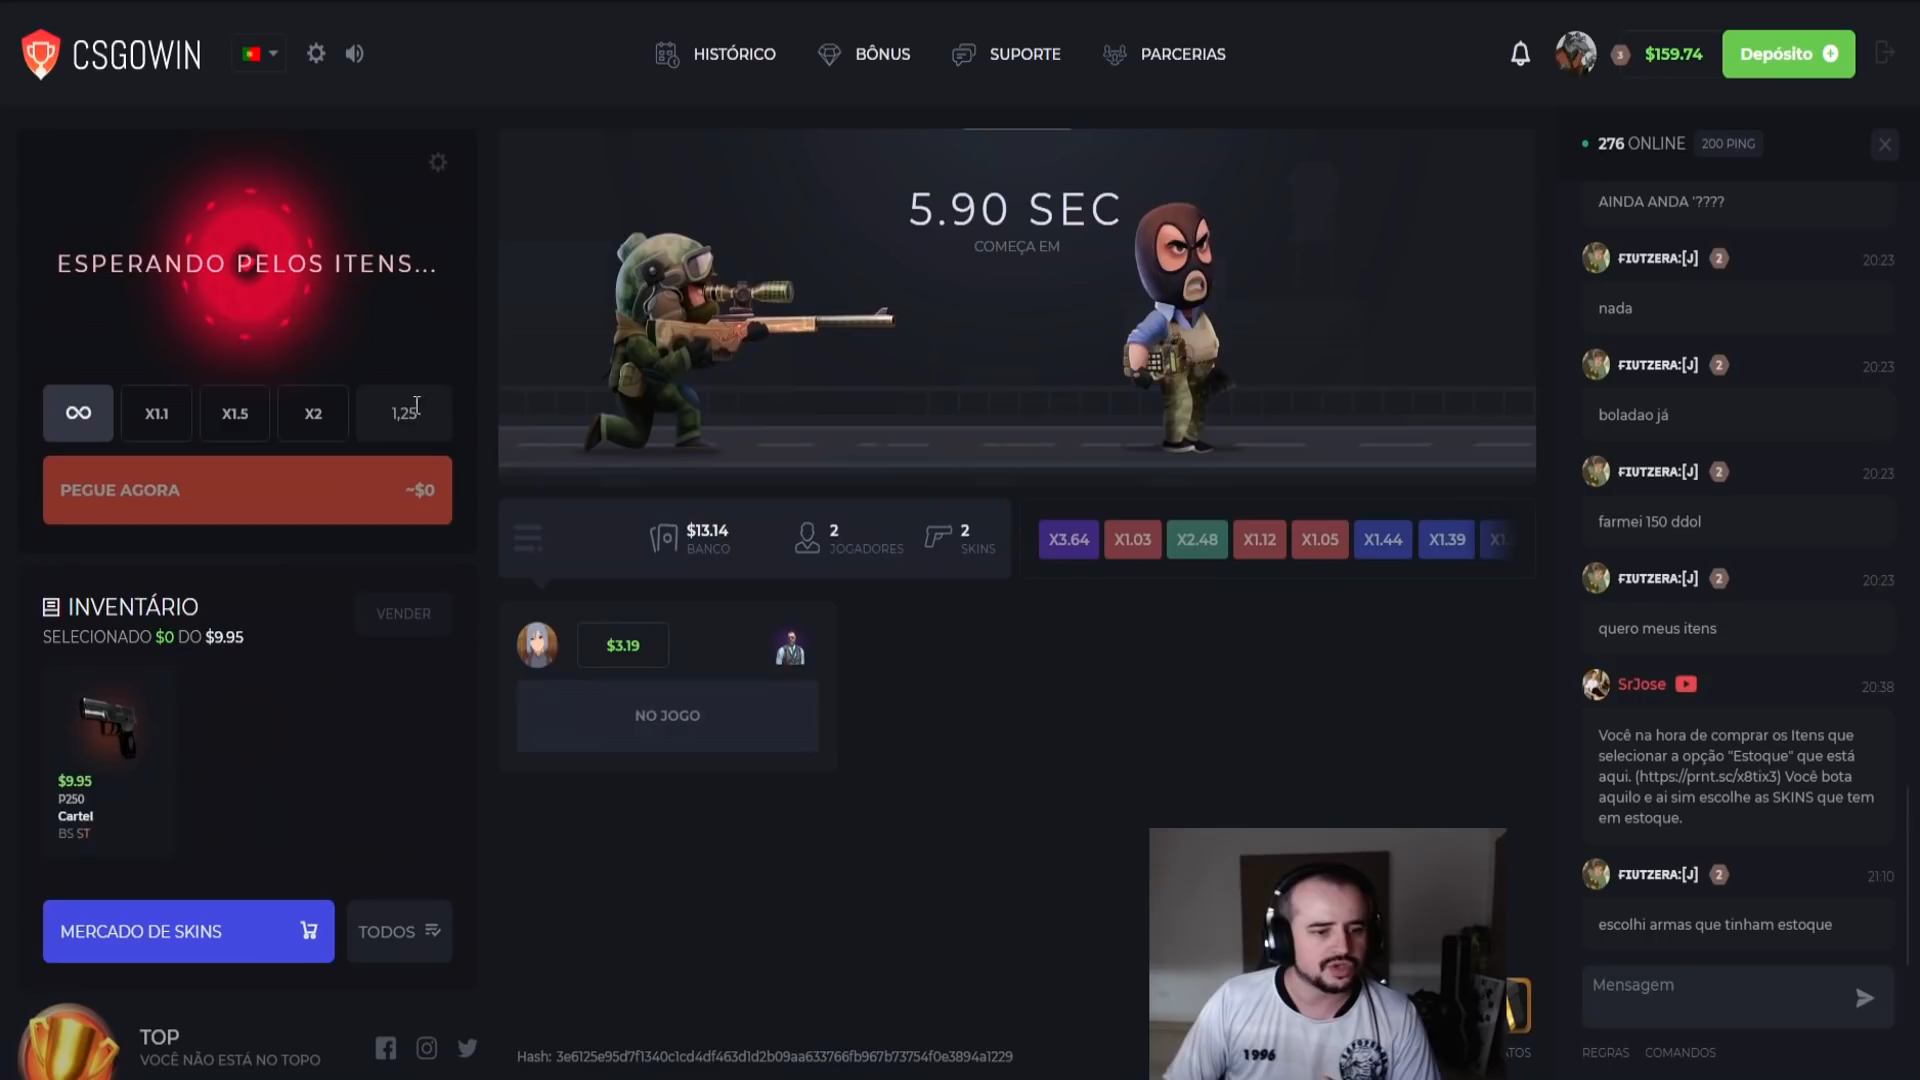 CSGOWIN
HISTÓRICO
BÔNUS
SUPORTE
PARCERIAS
3
$159.74
Depósito
ESPERANDO PELOS ITENS...
∞
X1.1
X1.5
X2
1,25
PEGUE AGORA
~$0
INVENTÁRIO
VENDER
SELECIONADO $0 DO $9.95
$9.95
P250
Cartel
BS ST
MERCADO DE SKINS
TODOS
TOP
VOCÊ NÃO ESTÁ NO TOPO
5.90 SEC
COMEÇA EM
$13.14
BANCO
2
JOGADORES
2
SKINS
X3.64
X1.03
X2.48
X1.12
X1.05
X1.44
X1.39
$3.19
NO JOGO
Hash: 3e6125e95d7f1340c1cd4df463d1d2b09aa633766fb967b73754f0e3894a1229
1996
276 ONLINE
200 PING
AINDA ANDA '????
FIUTZERA:[J] 2 20:23
nada
FIUTZERA:[J] 2 20:23
boladao já
FIUTZERA:[J] 2 20:23
farmei 150 ddol
FIUTZERA:[J] 2 20:23
quero meus itens
SrJose 20:38
Você na hora de comprar os Itens que
selecionar a opção "Estoque" que está
aqui. (https://prnt.sc/x8tix3) Você bota
aquilo e ai sim escolhe as SKINS que tem
em estoque.
FIUTZERA:[J] 2 21:10
escolhi armas que tinham estoque
Mensagem
REGRAS
COMANDOS